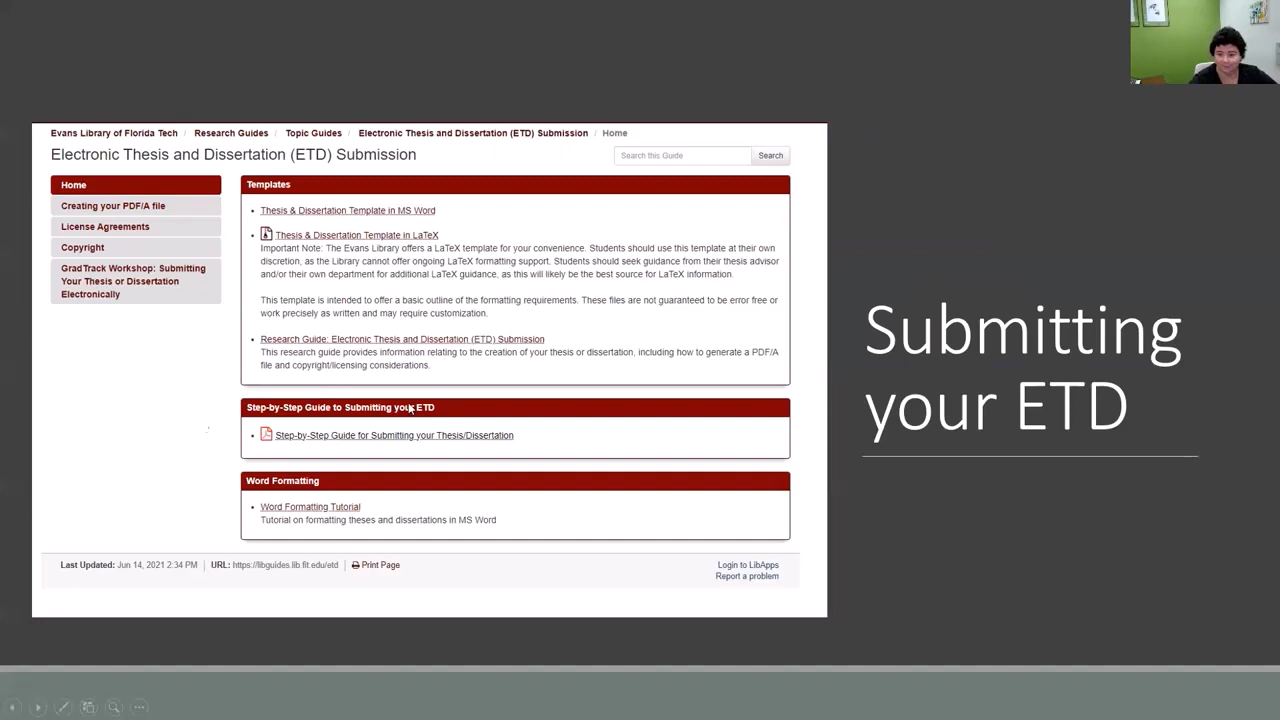 Evans Library of Florida Tech / Research Guides / Topic Guides / Electronic Thesis and Dissertation (ETD) Submission / Home
Electronic Thesis and Dissertation (ETD) Submission
Search this Guide
Search
Home
Creating your PDF/A file
License Agreements
Copyright
GradTrack Workshop: Submitting
Your Thesis or Dissertation
Electronically
Templates
• Thesis & Dissertation Template in MS Word
• Thesis & Dissertation Template in LaTeX
Important Note: The Evans Library offers a LaTeX template for your convenience. Students should use this template at their own
discretion, as the Library cannot offer ongoing LaTeX formatting support. Students should seek guidance from their thesis advisor
and/or their own department for additional LaTeX guidance, as this will likely be the best source for LaTeX information.
This template is intended to offer a basic outline of the formatting requirements. These files are not guaranteed to be error free or
work precisely as written and may require customization.
• Research Guide: Electronic Thesis and Dissertation (ETD) Submission
This research guide provides information relating to the creation of your thesis or dissertation, including how to generate a PDF/A
file and copyright/licensing considerations.
Step-by-Step Guide to Submitting your ETD
• Step-by-Step Guide for Submitting your Thesis/Dissertation
Word Formatting
• Word Formatting Tutorial
Tutorial on formatting theses and dissertations in MS Word
Last Updated: Jun 14, 2021 2:34 PM | URL: https://libguides.lib.fit.edu/etd | Print Page
Login to LibApps
Report a problem
Submitting
your ETD